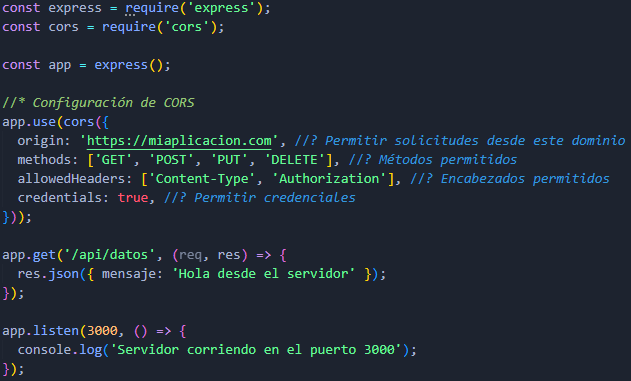 const express = require('express');
const cors = require('cors');
const app = express();
//* Configuración de CORS
app.use(cors({
  origin: 'https://miaplicacion.com', //? Permitir solicitudes desde este dominio
  methods: ['GET', 'POST', 'PUT', 'DELETE'], //? Métodos permitidos
  allowedHeaders: ['Content-Type', 'Authorization'], //? Encabezados permitidos
  credentials: true, //? Permitir credenciales
}));
app.get('/api/datos', (req, res) => {
  res.json({ mensaje: 'Hola desde el servidor' });
});
app.listen(3000, () => {
  console.log('Servidor corriendo en el puerto 3000');
});